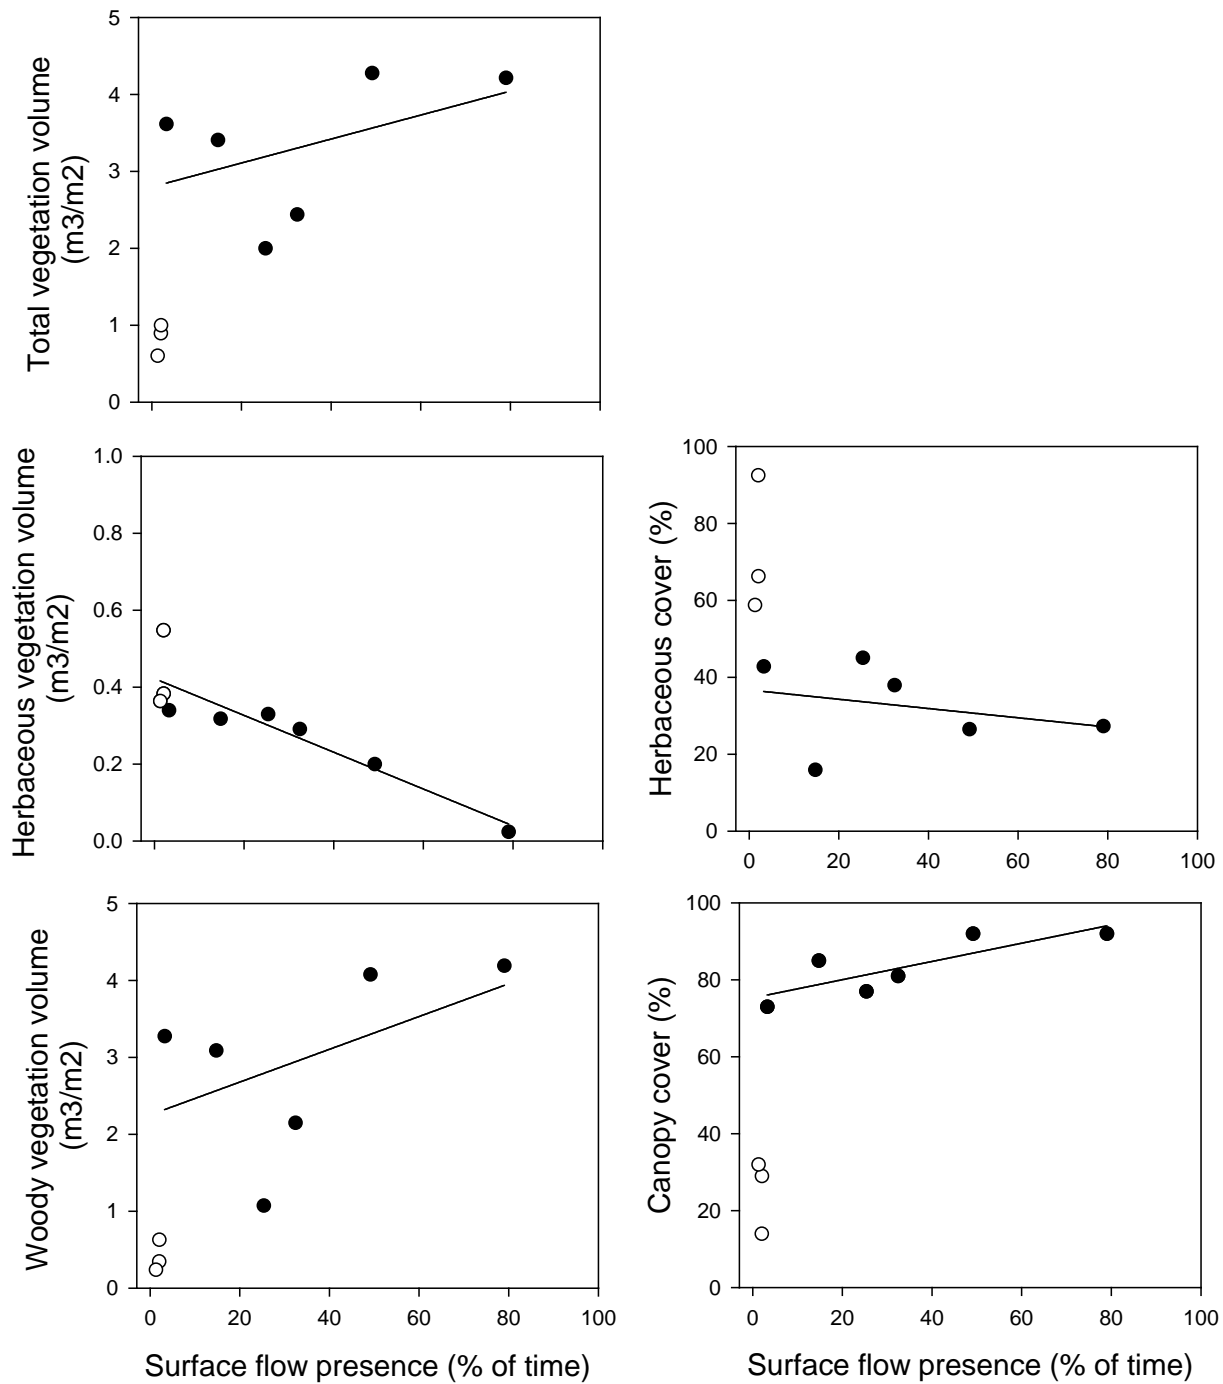 Total vegetation volume
(m3/m2)
5
4
3
2
1
0
Herbaceous vegetation volume
(m3/m2)
1.0
0.8
0.6
0.4
0.2
0.0
Herbaceous cover (%)
100
80
60
40
20
0
0 20 40 60 80 100
Woody vegetation volume
(m3/m2)
5
4
3
2
1
0
0 20 40 60 80 100
Surface flow presence (% of time)
Canopy cover (%)
100
80
60
40
20
0
0 20 40 60 80 100
Surface flow presence (% of time)